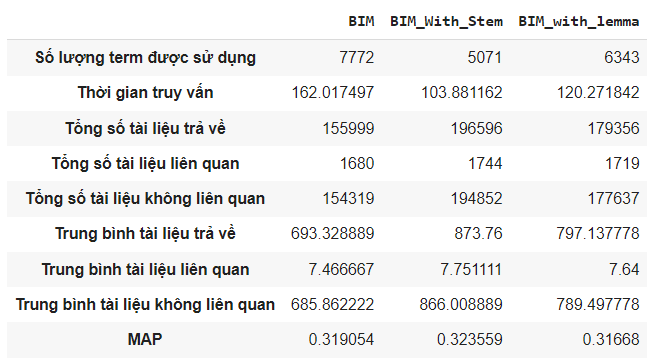 BIM BIM_With_Stem BIM_with_lemma
Số lượng term được sử dụng 7772 5071 6343
Thời gian truy vấn 162.017497 103.881162 120.271842
Tổng số tài liệu trả về 155999 196596 179356
Tổng số tài liệu liên quan 1680 1744 1719
Tổng số tài liệu không liên quan 154319 194852 177637
Trung bình tài liệu trả về 693.328889 873.76 797.137778
Trung bình tài liệu liên quan 7.466667 7.751111 7.64
Trung bình tài liệu không liên quan 685.862222 866.008889 789.497778
MAP 0.319054 0.323559 0.31668